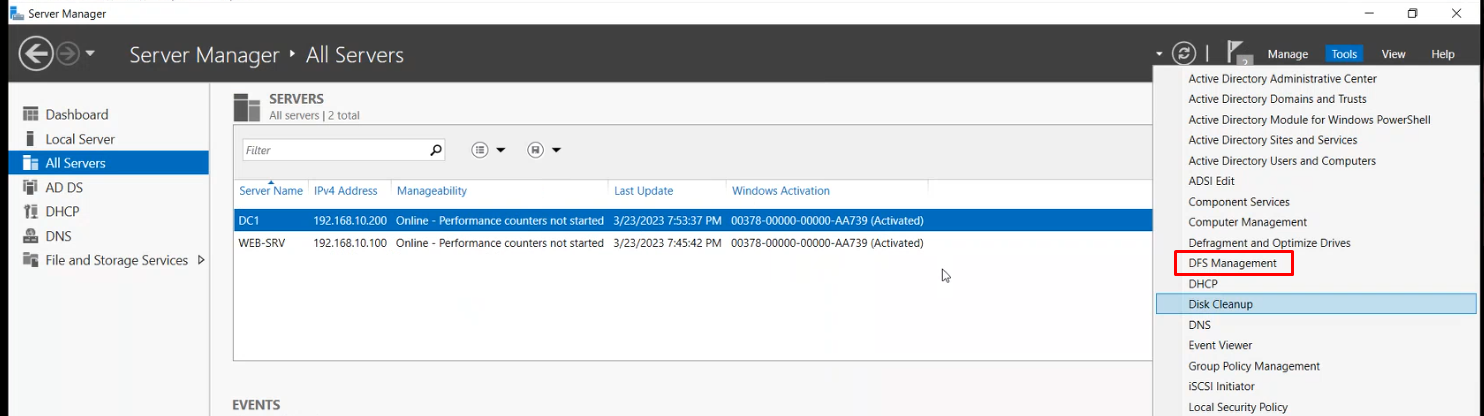 Server Manager
Server Manager ‣ All Servers
2
Manage Tools View Help
Dashboard
Local Server
All Servers
AD DS
DHCP
DNS
File and Storage Services
SERVERS
All servers | 2 total
Filter
Server Name IPv4 Address Manageability Last Update Windows Activation
DC1 192.168.10.200 Online - Performance counters not started 3/23/2023 7:53:37 PM 00378-00000-00000-AA739 (Activated)
WEB-SRV 192.168.10.100 Online - Performance counters not started 3/23/2023 7:45:42 PM 00378-00000-00000-AA739 (Activated)
EVENTS
Active Directory Administrative Center
Active Directory Domains and Trusts
Active Directory Module for Windows PowerShell
Active Directory Sites and Services
Active Directory Users and Computers
ADSI Edit
Component Services
Computer Management
Defragment and Optimize Drives
DFS Management
DHCP
Disk Cleanup
DNS
Event Viewer
Group Policy Management
iSCSI Initiator
Local Security Policy